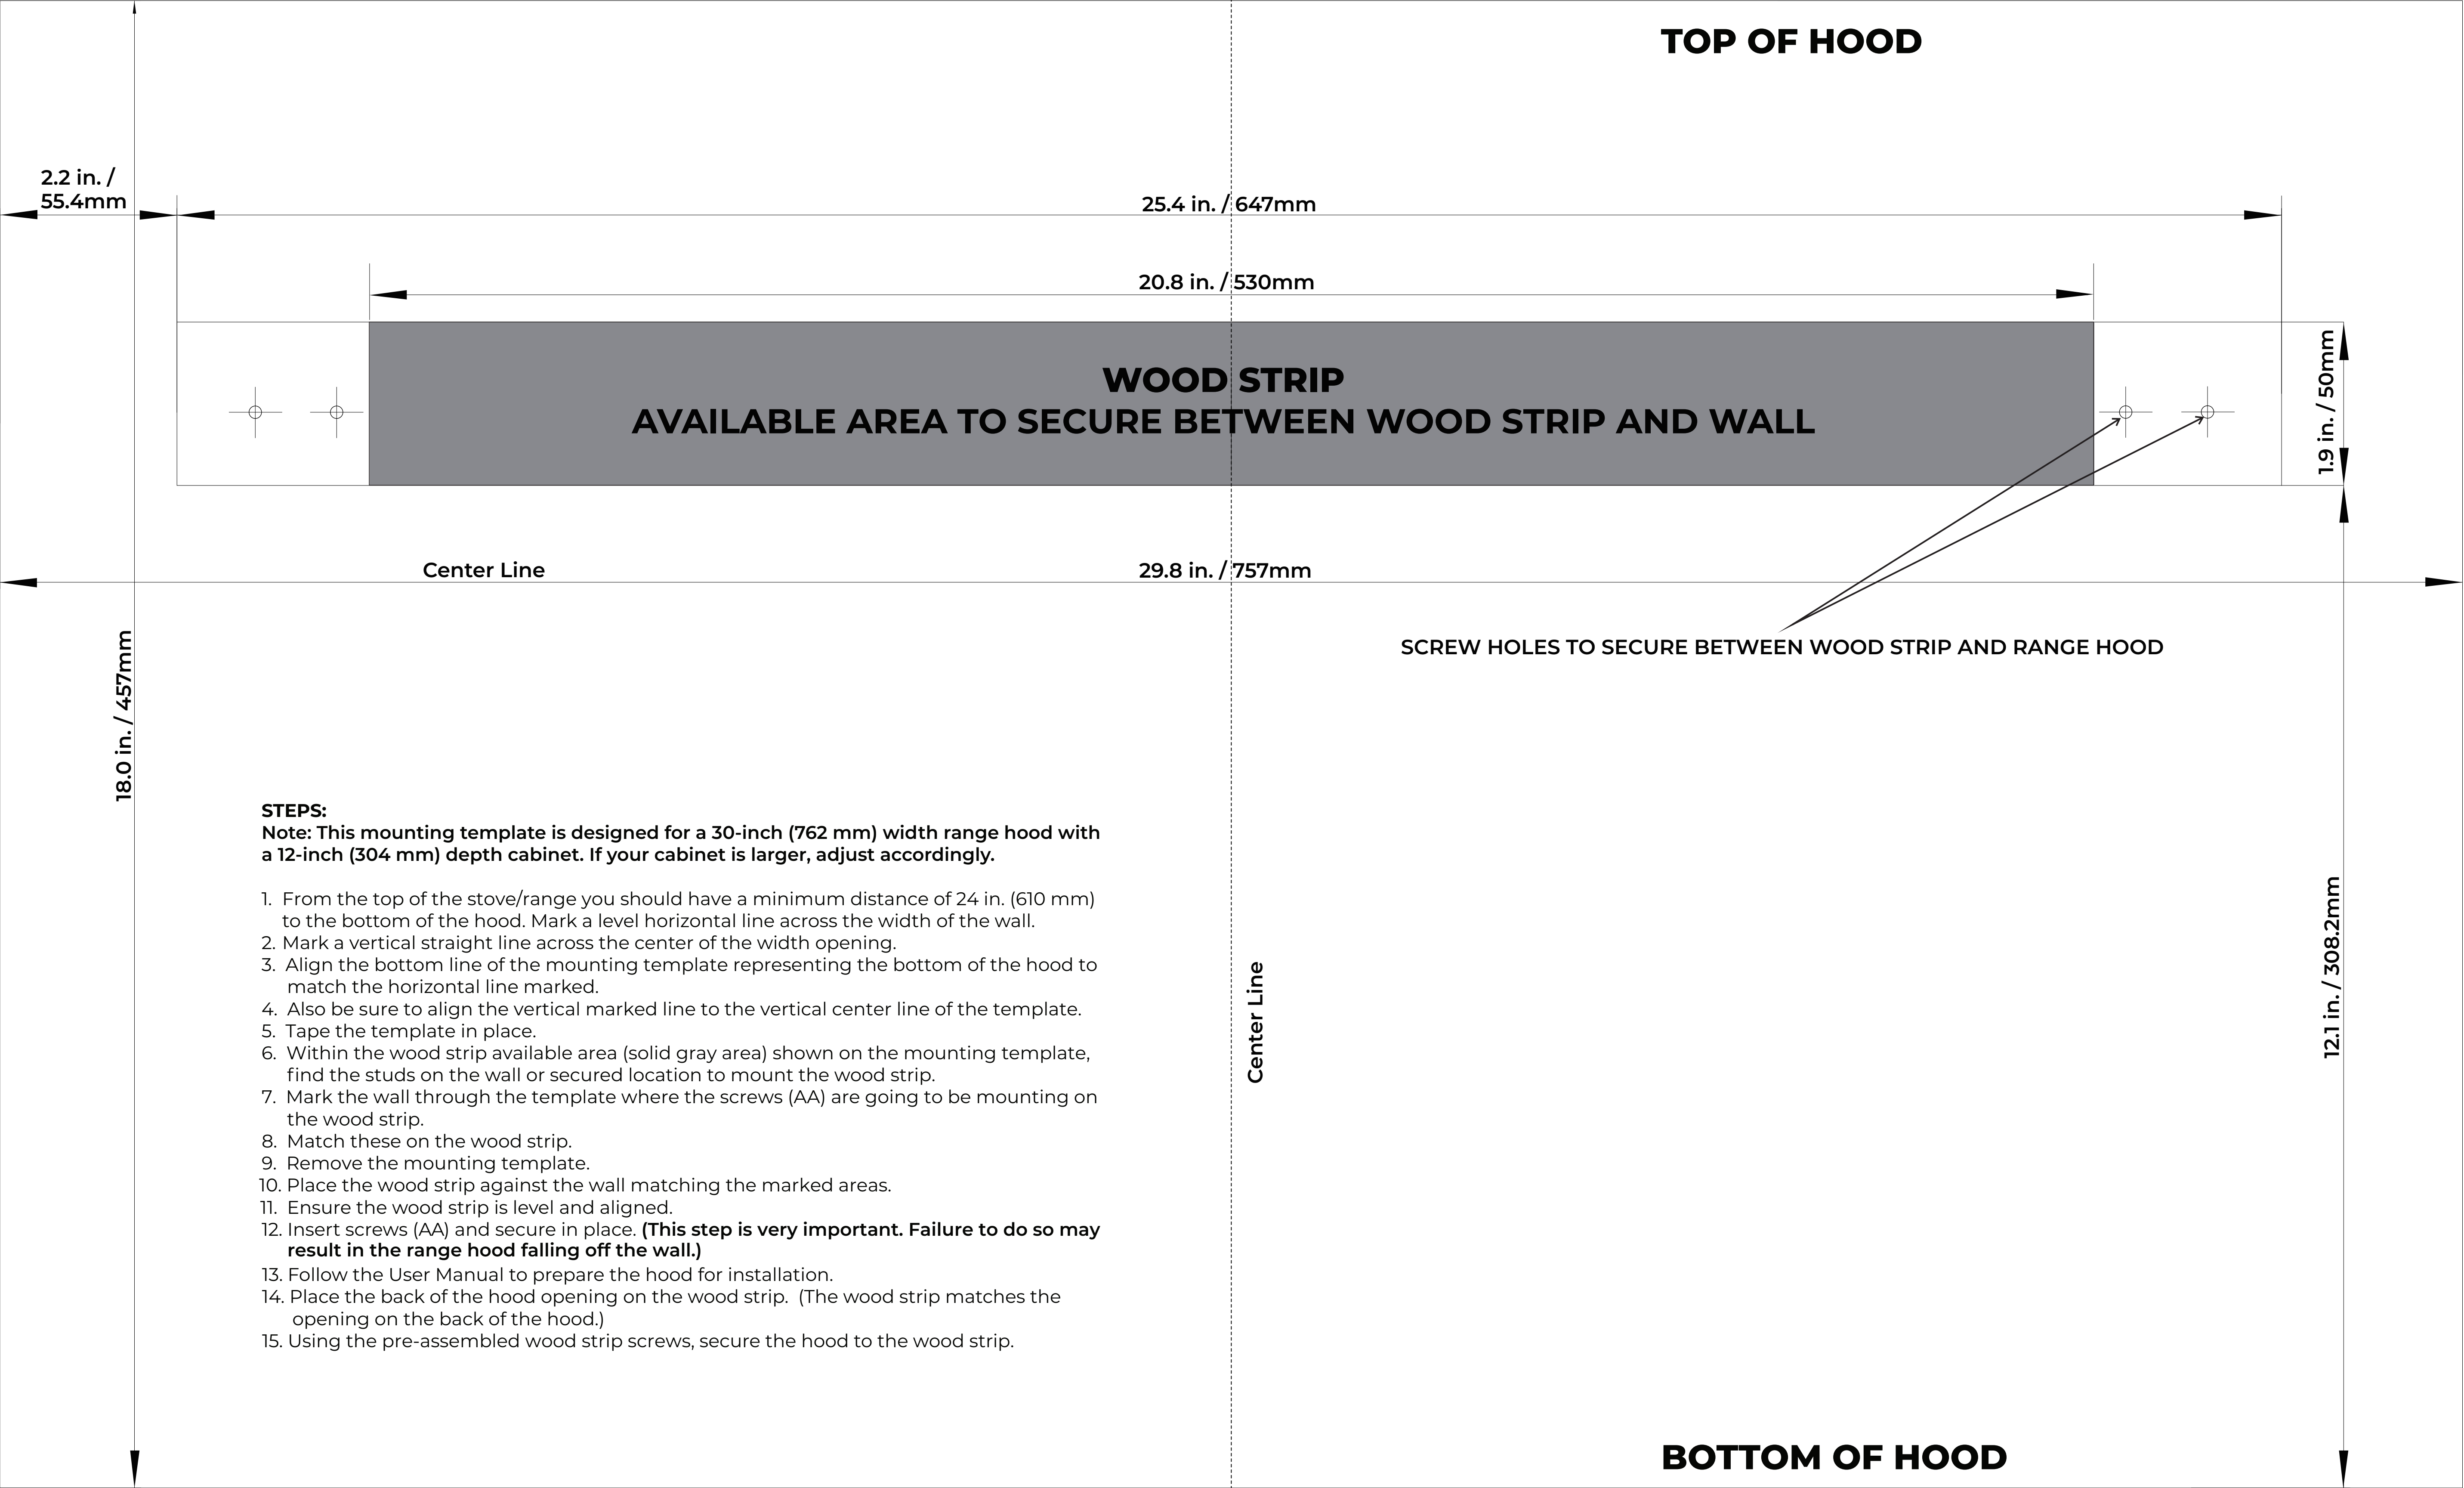 TOP OF HOOD
2.2 in. /
55.4mm
25.4 in. / 647mm
20.8 in. / 530mm
WOOD STRIP
AVAILABLE AREA TO SECURE BETWEEN WOOD STRIP AND WALL
1.9 in. / 50mm
Center Line
29.8 in. / 757mm
SCREW HOLES TO SECURE BETWEEN WOOD STRIP AND RANGE HOOD
18.0 in. / 457mm
STEPS:
Note: This mounting template is designed for a 30-inch (762 mm) width range hood with
a 12-inch (304 mm) depth cabinet. If your cabinet is larger, adjust accordingly.
1. From the top of the stove/range you should have a minimum distance of 24 in. (610 mm)
to the bottom of the hood. Mark a level horizontal line across the width of the wall.
2. Mark a vertical straight line across the center of the width opening.
3. Align the bottom line of the mounting template representing the bottom of the hood to
match the horizontal line marked.
4. Also be sure to align the vertical marked line to the vertical center line of the template.
5. Tape the template in place.
6. Within the wood strip available area (solid gray area) shown on the mounting template,
find the studs on the wall or secured location to mount the wood strip.
7. Mark the wall through the template where the screws (AA) are going to be mounting on
the wood strip.
8. Match these on the wood strip.
9. Remove the mounting template.
10. Place the wood strip against the wall matching the marked areas.
11. Ensure the wood strip is level and aligned.
12. Insert screws (AA) and secure in place. (This step is very important. Failure to do so may
result in the range hood falling off the wall.)
13. Follow the User Manual to prepare the hood for installation.
14. Place the back of the hood opening on the wood strip. (The wood strip matches the
opening on the back of the hood.)
15. Using the pre-assembled wood strip screws, secure the hood to the wood strip.
Center Line
12.1 in. / 308.2mm
BOTTOM OF HOOD